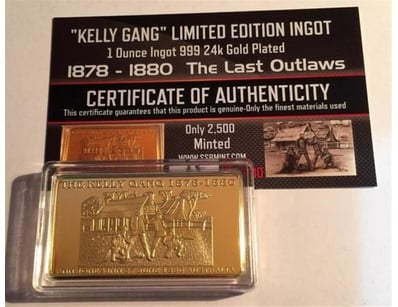 "KELLY GANG" LIMITED EDITION INGOT
1 Ounce Ingot 999 24k Gold Plated
1878 - 1880 The Last Outlaws
CERTIFICATE OF AUTHENTICITY
This certificate guarantees that this product is genuine-Only the finest materials used
Only 2,500
Minted
WWW.SSBMINT.COM
THE KELLY GANG 1878-1880